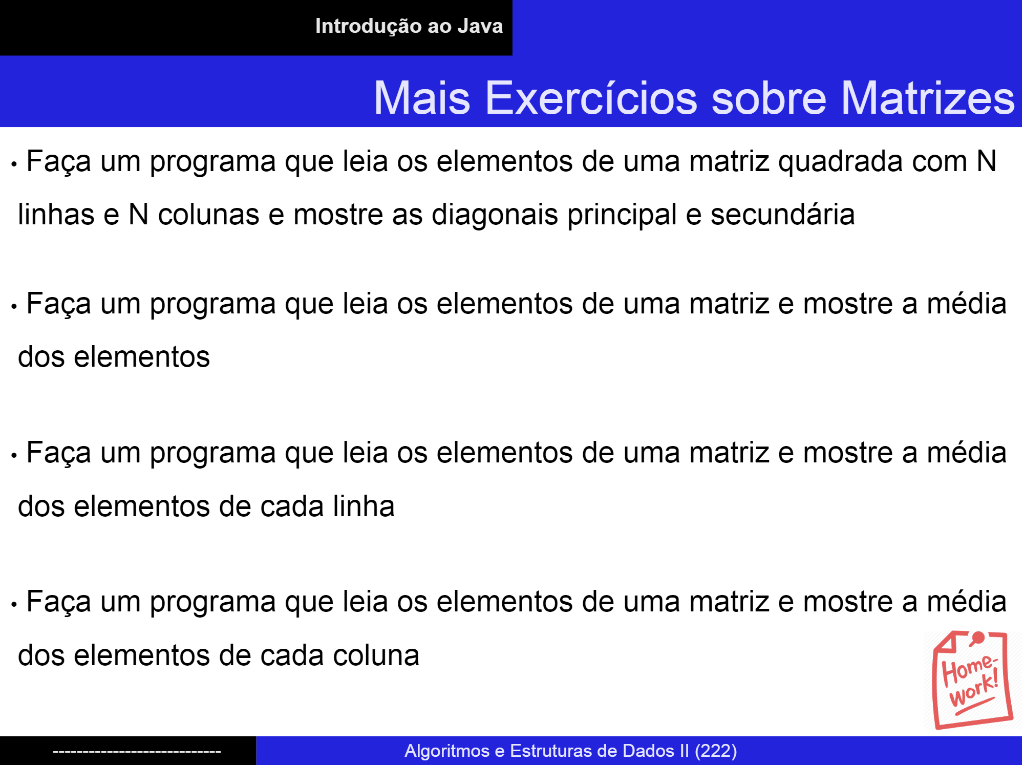 Introdução ao Java
Mais Exercícios sobre Matrizes
• Faça um programa que leia os elementos de uma matriz quadrada com N
linhas e N colunas e mostre as diagonais principal e secundária
• Faça um programa que leia os elementos de uma matriz e mostre a média
dos elementos
• Faça um programa que leia os elementos de uma matriz e mostre a média
dos elementos de cada linha
• Faça um programa que leia os elementos de uma matriz e mostre a média
dos elementos de cada coluna
Home-
work!
----------------------------
Algoritmos e Estruturas de Dados II (222)